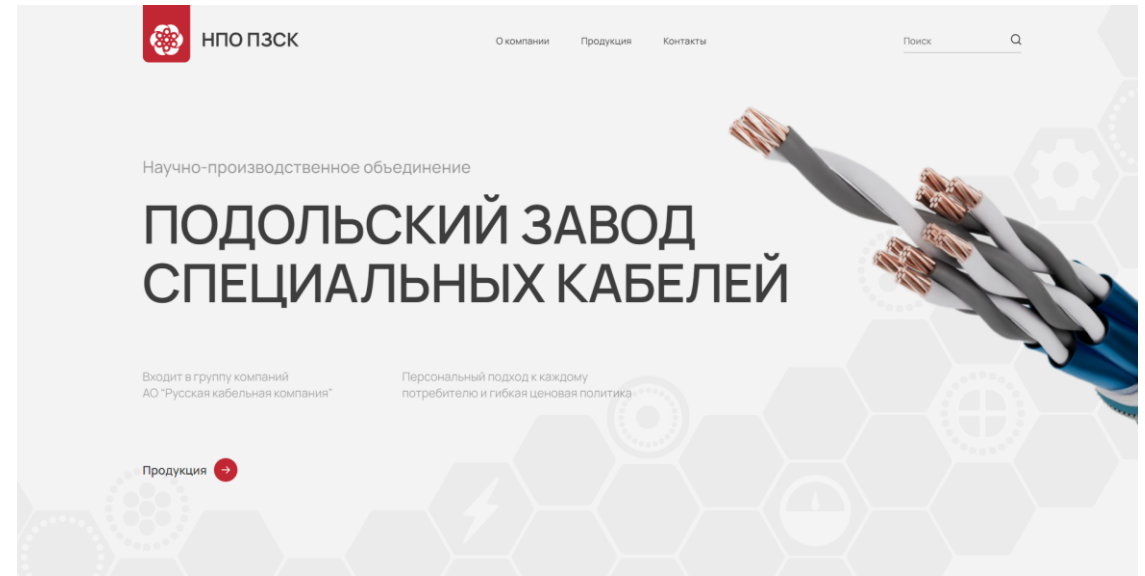 НПО ПЗСК
О компании Продукция Контакты Поиск
Научно-производственное объединение
ПОДОЛЬСКИЙ ЗАВОД
СПЕЦИАЛЬНЫХ КАБЕЛЕЙ
Входит в группу компаний
АО "Русская кабельная компания"
Персональный подход к каждому
потребителю и гибкая ценовая политика
Продукция